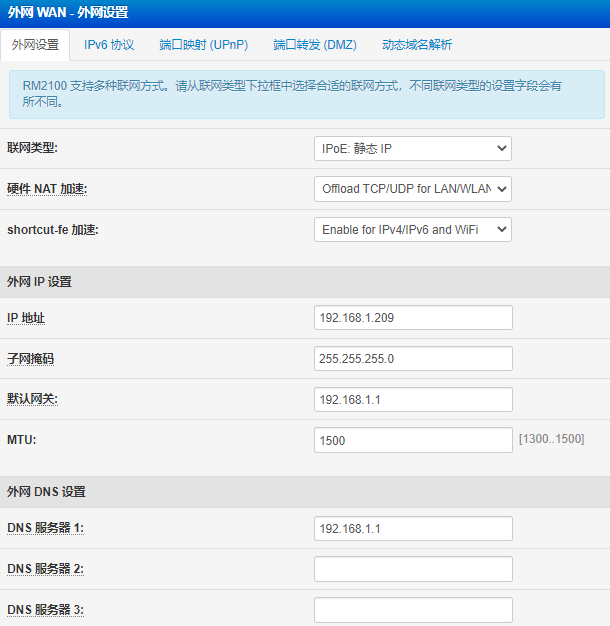 外网 WAN - 外网设置
外网设置 IPv6 协议 端口映射 (UPnP) 端口转发 (DMZ) 动态域名解析
RM2100 支持多种联网方式。请从联网类型下拉框中选择合适的联网方式，不同联网类型的设置字段会有
所不同。
联网类型: IPoE: 静态 IP
硬件 NAT 加速: Offload TCP/UDP for LAN/WLAN
shortcut-fe 加速: Enable for IPv4/IPv6 and WiFi
外网 IP 设置
IP 地址 192.168.1.209
子网掩码 255.255.255.0
默认网关: 192.168.1.1
MTU: 1500 [1300..1500]
外网 DNS 设置
DNS 服务器 1: 192.168.1.1
DNS 服务器 2:
DNS 服务器 3: